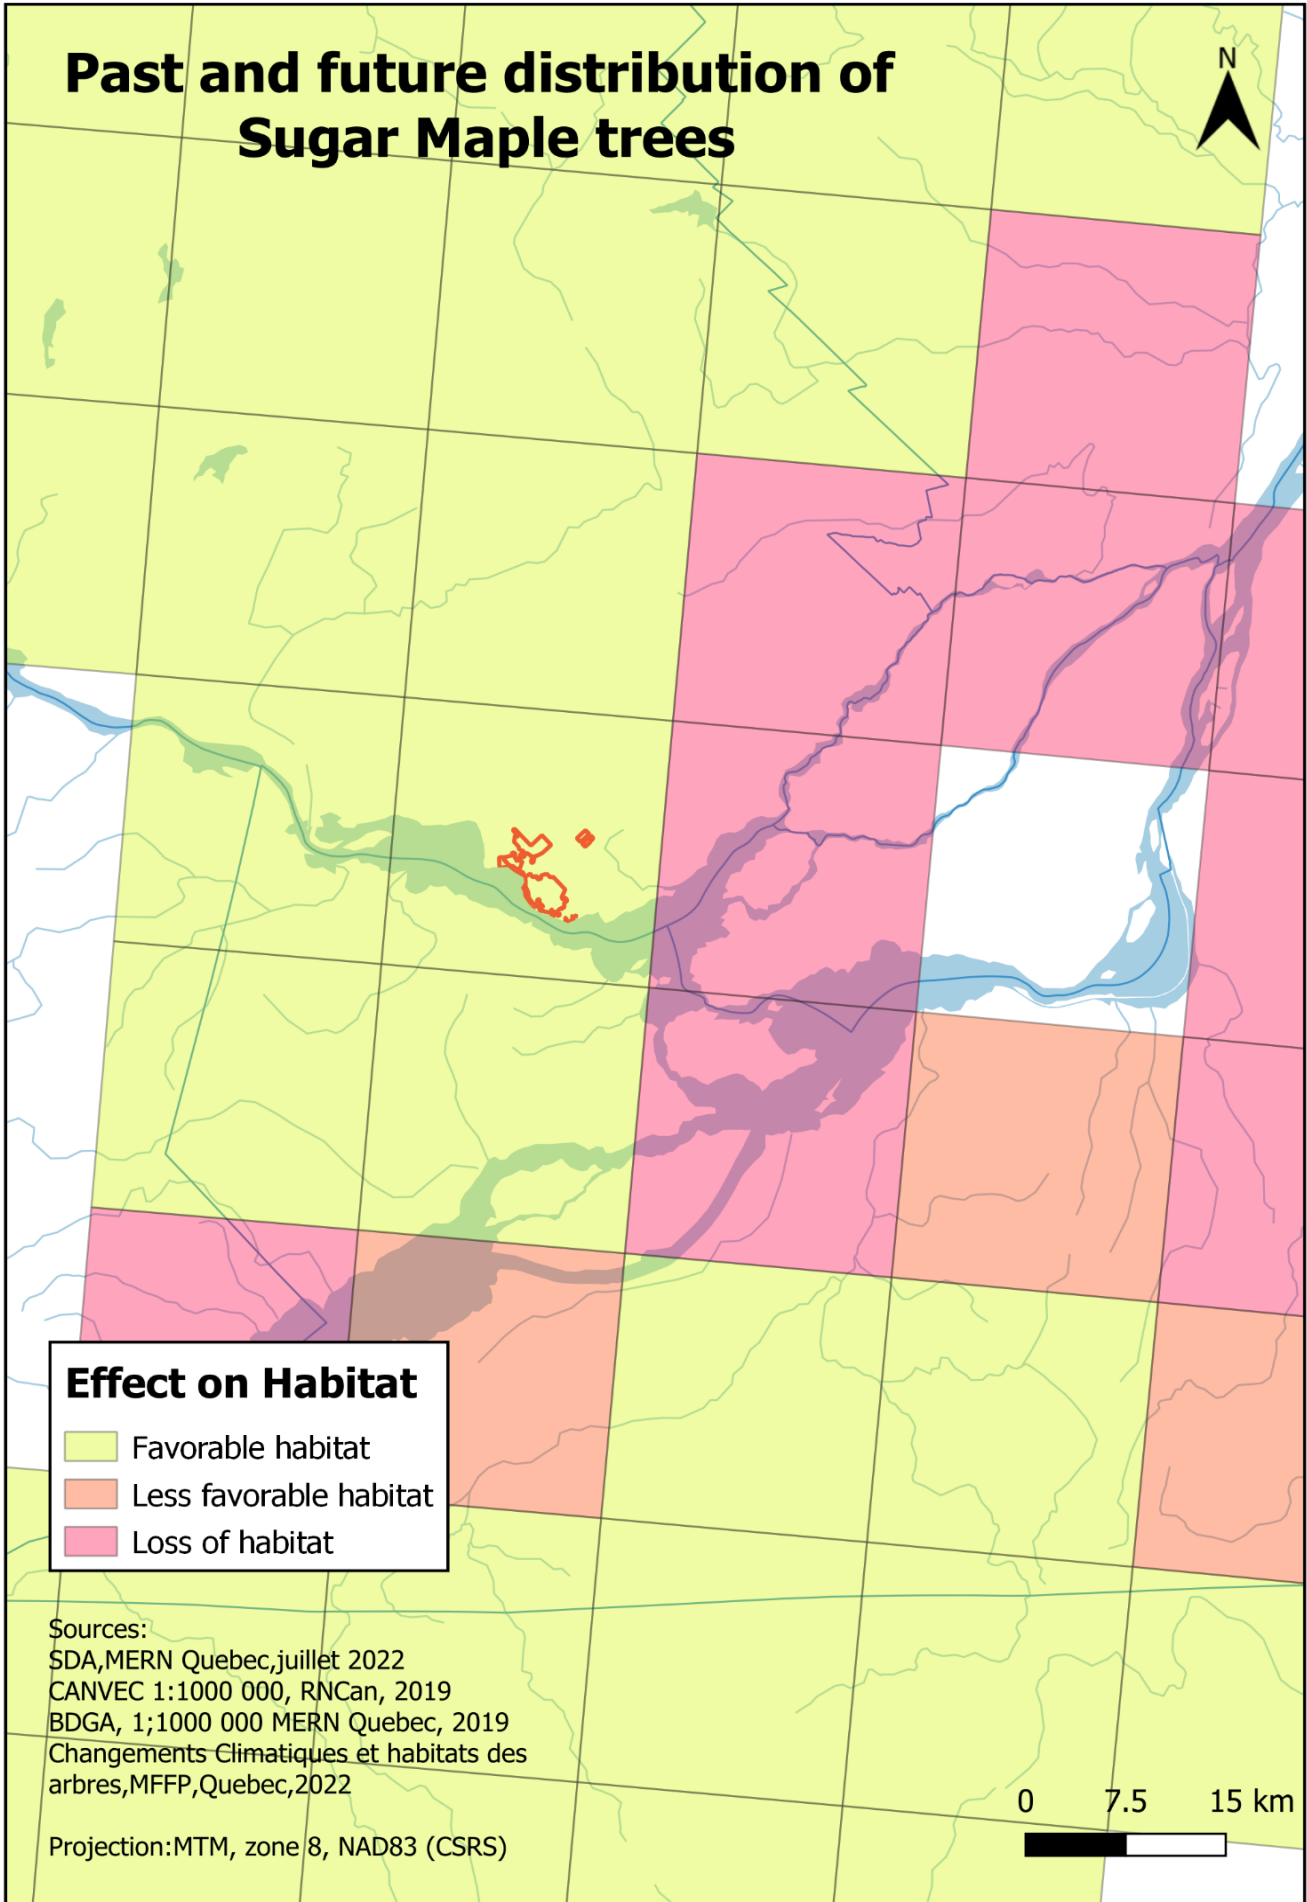 Past and future distribution of
Sugar Maple trees
N
Effect on Habitat
Favorable habitat
Less favorable habitat
Loss of habitat
Sources:
SDA,MERN Quebec,juillet 2022
CANVEC 1:1000 000, RNCan, 2019
BDGA, 1;1000 000 MERN Quebec, 2019
Changements Climatiques et habitats des
arbres,MFFP,Quebec,2022
Projection:MTM, zone 8, NAD83 (CSRS)
0 7.5 15 km